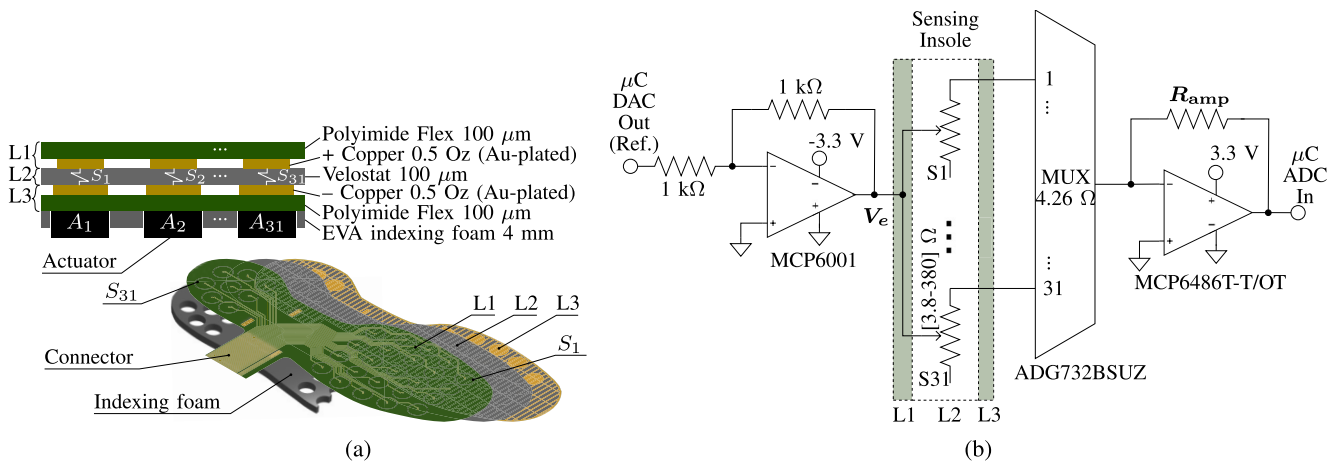 L1
L2
L3
...
S1
S2
...
S31
...
A1
A2
...
A31
Polyimide Flex 100 μm
+ Copper 0.5 Oz (Au-plated)
Velostat 100 μm
− Copper 0.5 Oz (Au-plated)
Polyimide Flex 100 μm
EVA indexing foam 4 mm
Actuator
S31
L1
L2
L3
S1
Connector
Indexing foam
(a)
μC
DAC
Out
(Ref.)
1 kΩ
1 kΩ
-3.3 V
−
−
+
+
MCP6001
Ve
Sensing
Insole
S1
[3.8-380] Ω
S31
L1
L2
L3
1
...
MUX
4.26 Ω
...
31
ADG732BSUZ
Ramp
3.3 V
−
+
+
−
MCP6486T-T/OT
μC
ADC
In
(b)